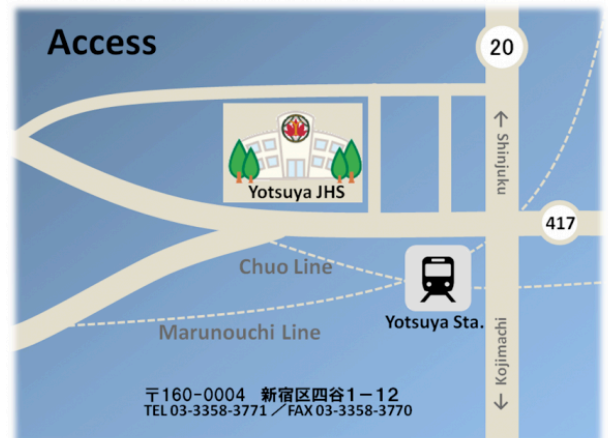 Access
20
← Shinjuku
Yotsuya JHS
417
Chuo Line
Yotsuya Sta.
Marunouchi Line
Kojimachi →
〒160-0004 新宿区四谷1－12
TEL 03-3358-3771 ／FAX 03-3358-3770